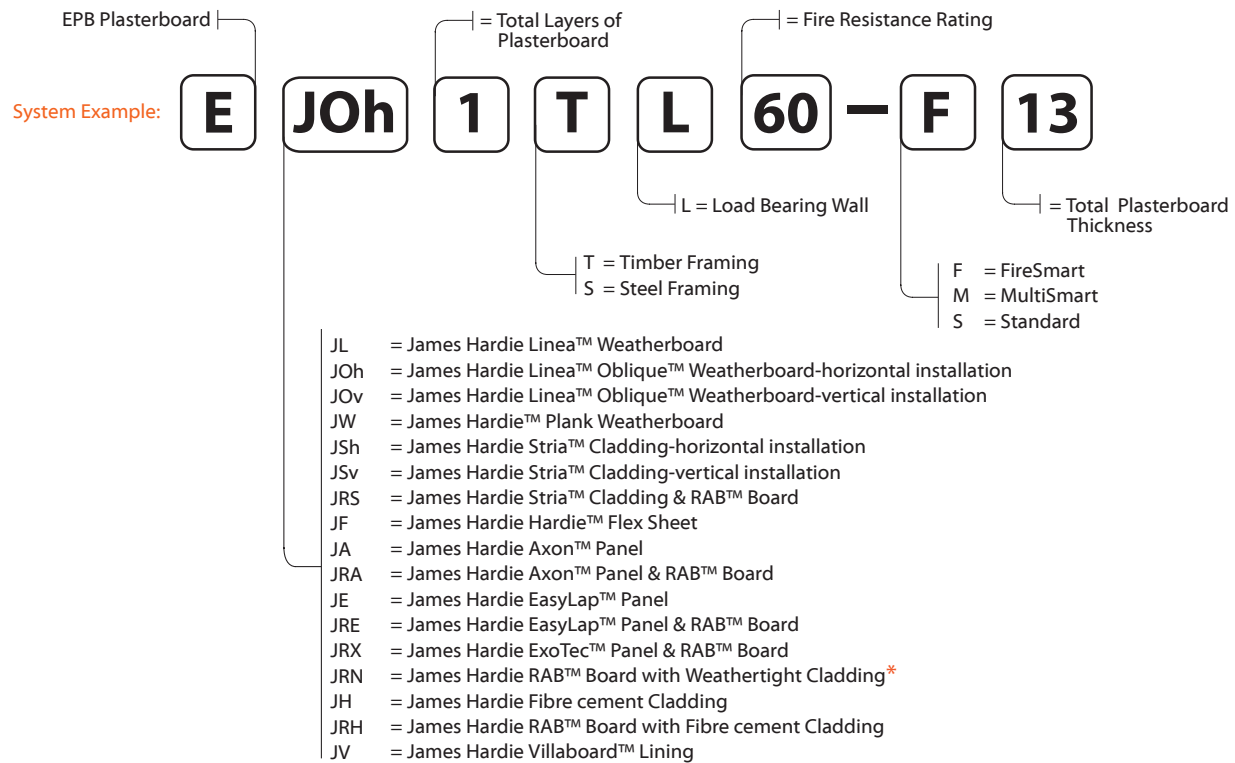 EPB Plasterboard
= Total Layers of
Plasterboard
= Fire Resistance Rating
System Example:
E JOh 1 T L 60 – F 13
L = Load Bearing Wall
= Total Plasterboard
Thickness
T = Timber Framing
S = Steel Framing
F = FireSmart
M = MultiSmart
S = Standard
JL = James Hardie Linea™ Weatherboard
JOh = James Hardie Linea™ Oblique™ Weatherboard-horizontal installation
JOv = James Hardie Linea™ Oblique™ Weatherboard-vertical installation
JW = James Hardie™ Plank Weatherboard
JSh = James Hardie Stria™ Cladding-horizontal installation
JSv = James Hardie Stria™ Cladding-vertical installation
JRS = James Hardie Stria™ Cladding & RAB™ Board
JF = James Hardie Hardie™ Flex Sheet
JA = James Hardie Axon™ Panel
JRA = James Hardie Axon™ Panel & RAB™ Board
JE = James Hardie EasyLap™ Panel
JRE = James Hardie EasyLap™ Panel & RAB™ Board
JRX = James Hardie ExoTec™ Panel & RAB™ Board
JRN = James Hardie RAB™ Board with Weathertight Cladding*
JH = James Hardie Fibre cement Cladding
JRH = James Hardie RAB™ Board with Fibre cement Cladding
JV = James Hardie Villaboard™ Lining